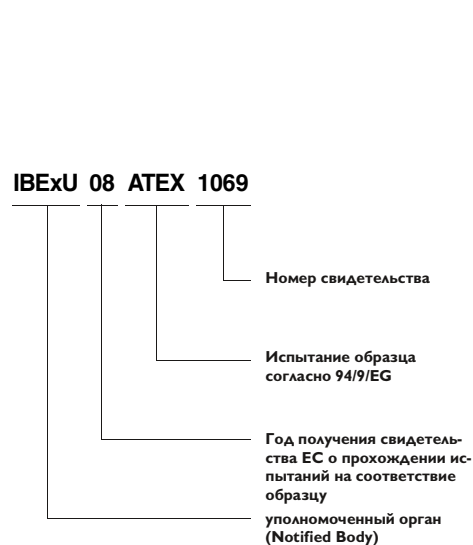 IBExU 08 ATEX 1069
Номер свидетельства
Испытание образца
согласно 94/9/EG
Год получения свидетель-
ства ЕС о прохождении ис-
пытаний на соответствие
образцу
уполномоченный орган
(Notified Body)